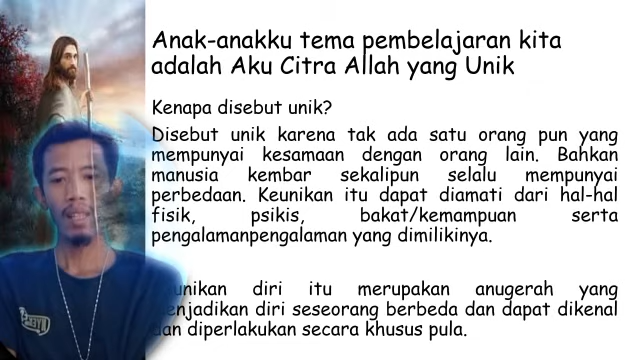 Anak-anakku tema pembelajaran kita
adalah Aku Citra Allah yang Unik
Kenapa disebut unik?
Disebut unik karena tak ada satu orang pun yang
mempunyai kesamaan dengan orang lain. Bahkan
manusia kembar sekalipun selalu mempunyai
perbedaan. Keunikan itu dapat diamati dari hal-hal
fisik, psikis, bakat/kemampuan serta
pengalamanpengalaman yang dimilikinya.
unikan diri itu merupakan anugerah yang
enjadikan diri seseorang berbeda dan dapat dikenal
dan diperlakukan secara khusus pula.